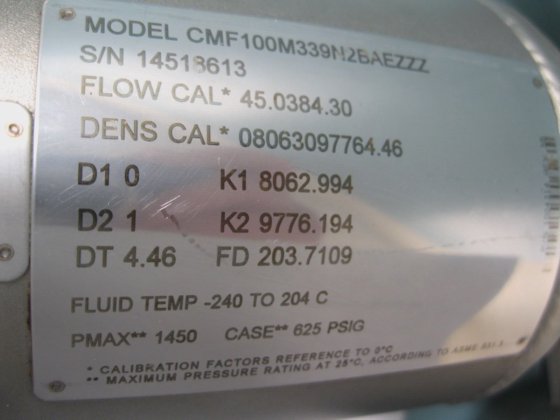 MODEL CMF100M339N2BAEZZZ
S/N 14518613
FLOW CAL* 45.0384.30
DENS CAL* 08063097764.46
D1 0 K1 8062.994
D2 1 K2 9776.194
DT 4.46 FD 203.7109
FLUID TEMP -240 TO 204 C
PMAX** 1450 CASE** 625 PSIG
* CALIBRATION FACTORS REFERENCE TO 0°C
** MAXIMUM PRESSURE RATING AT 25°C, ACCORDING TO ASME B31.3